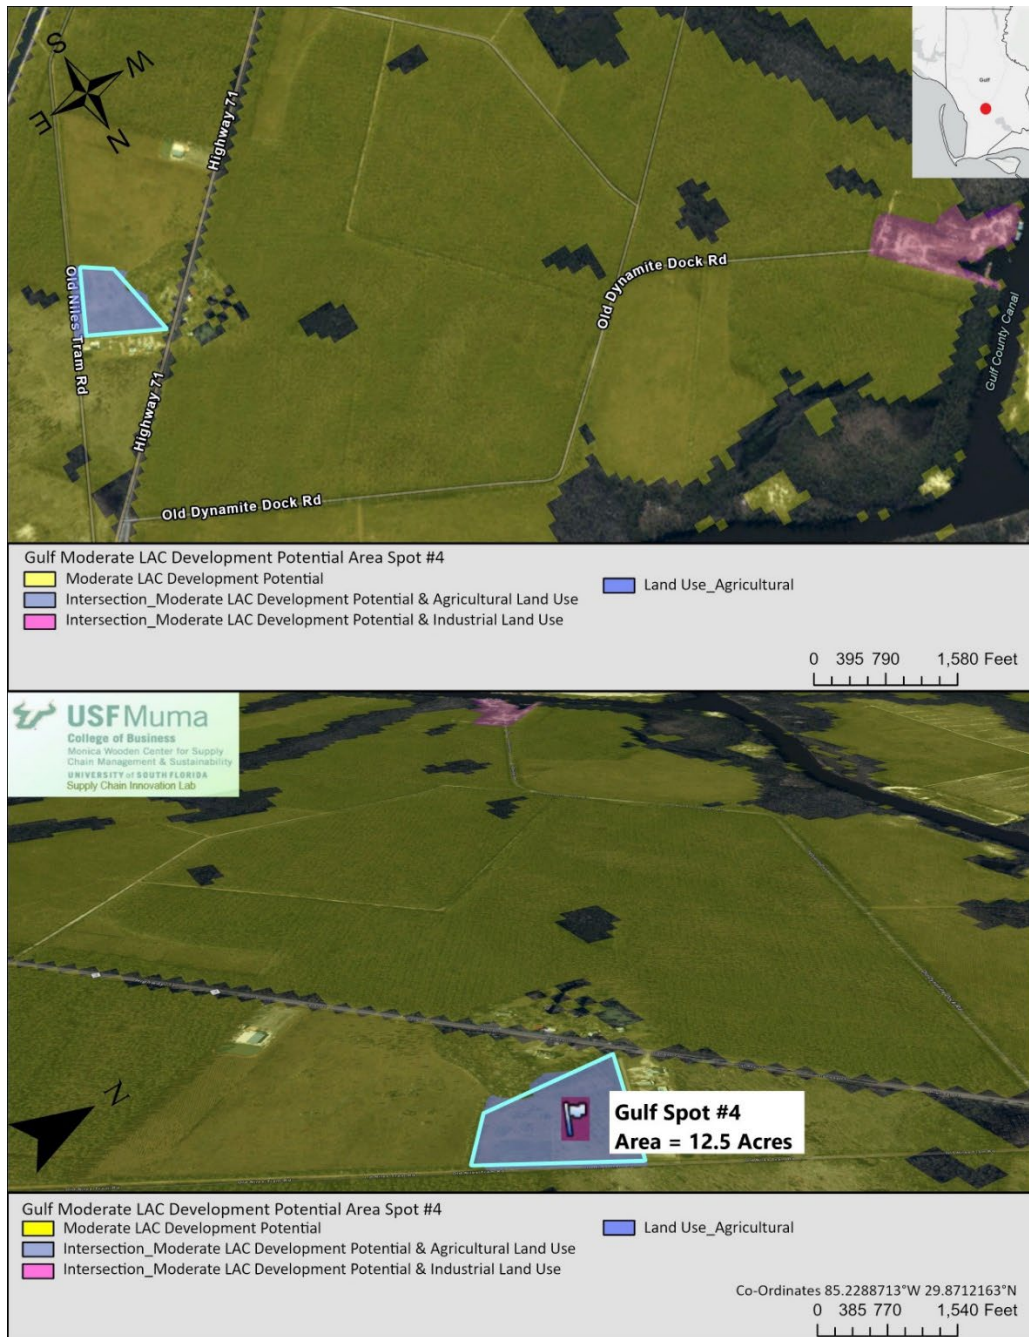 S
W
E
N
Gulf
Highway 71
Old Dynamite Dock Rd
Old Niles Tram Rd
Highway 71
Gulf County Canal
Old Dynamite Dock Rd
Gulf Moderate LAC Development Potential Area Spot #4
Moderate LAC Development Potential
Intersection_Moderate LAC Development Potential & Agricultural Land Use
Intersection_Moderate LAC Development Potential & Industrial Land Use
Land Use_Agricultural
0 395 790 1,580 Feet
USF Muma
College of Business
Monica Wooden Center for Supply
Chain Management & Sustainability
UNIVERSITY of SOUTH FLORIDA
Supply Chain Innovation Lab
N
Gulf Spot #4
Area = 12.5 Acres
Gulf Moderate LAC Development Potential Area Spot #4
Moderate LAC Development Potential
Intersection_Moderate LAC Development Potential & Agricultural Land Use
Intersection_Moderate LAC Development Potential & Industrial Land Use
Land Use_Agricultural
Co-Ordinates 85.2288713°W 29.8712163°N
0 385 770 1,540 Feet